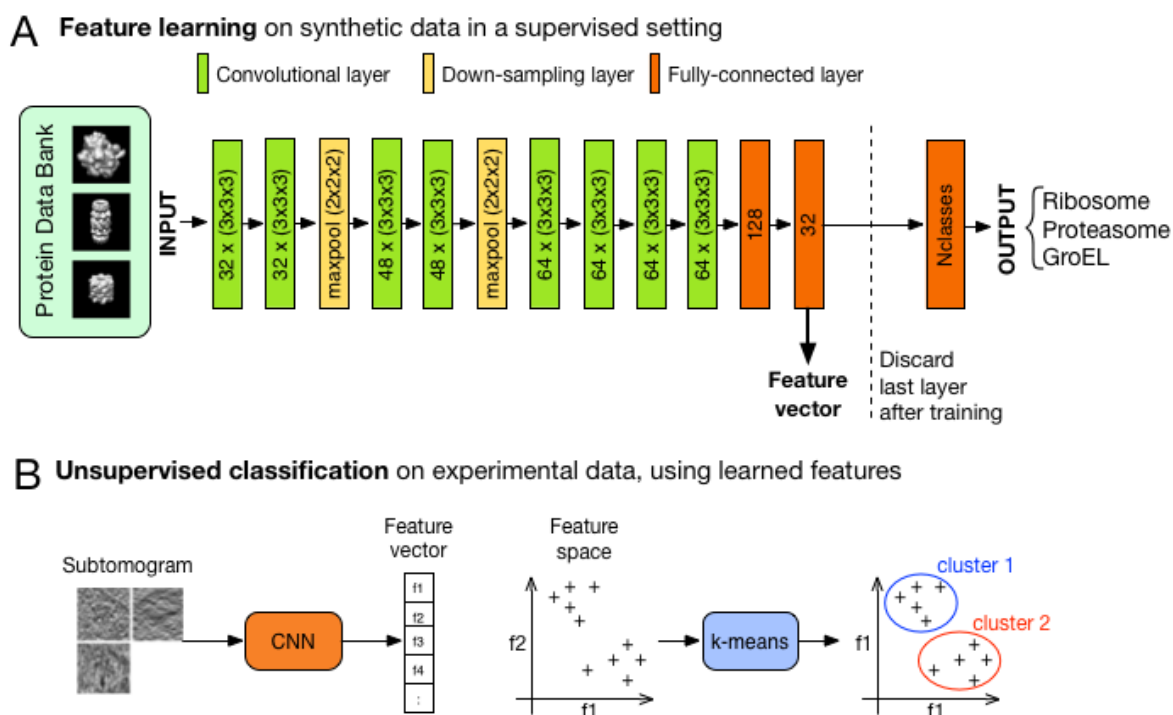 A Feature learning on synthetic data in a supervised setting
Convolutional layer
Down-sampling layer
Fully-connected layer
Protein Data Bank
INPUT
32 x (3x3x3)
32 x (3x3x3)
maxpool (2x2x2)
48 x (3x3x3)
48 x (3x3x3)
maxpool (2x2x2)
64 x (3x3x3)
64 x (3x3x3)
64 x (3x3x3)
64 x (3x3x3)
128
32
Nclasses
OUTPUT
Ribosome
Proteasome
GroEL
Feature
vector
Discard
last layer
after training
B Unsupervised classification on experimental data, using learned features
Subtomogram
CNN
Feature
vector
f1
f2
f3
f4
:
Feature
space
f2
f1
k-means
cluster 1
cluster 2
f1
f1